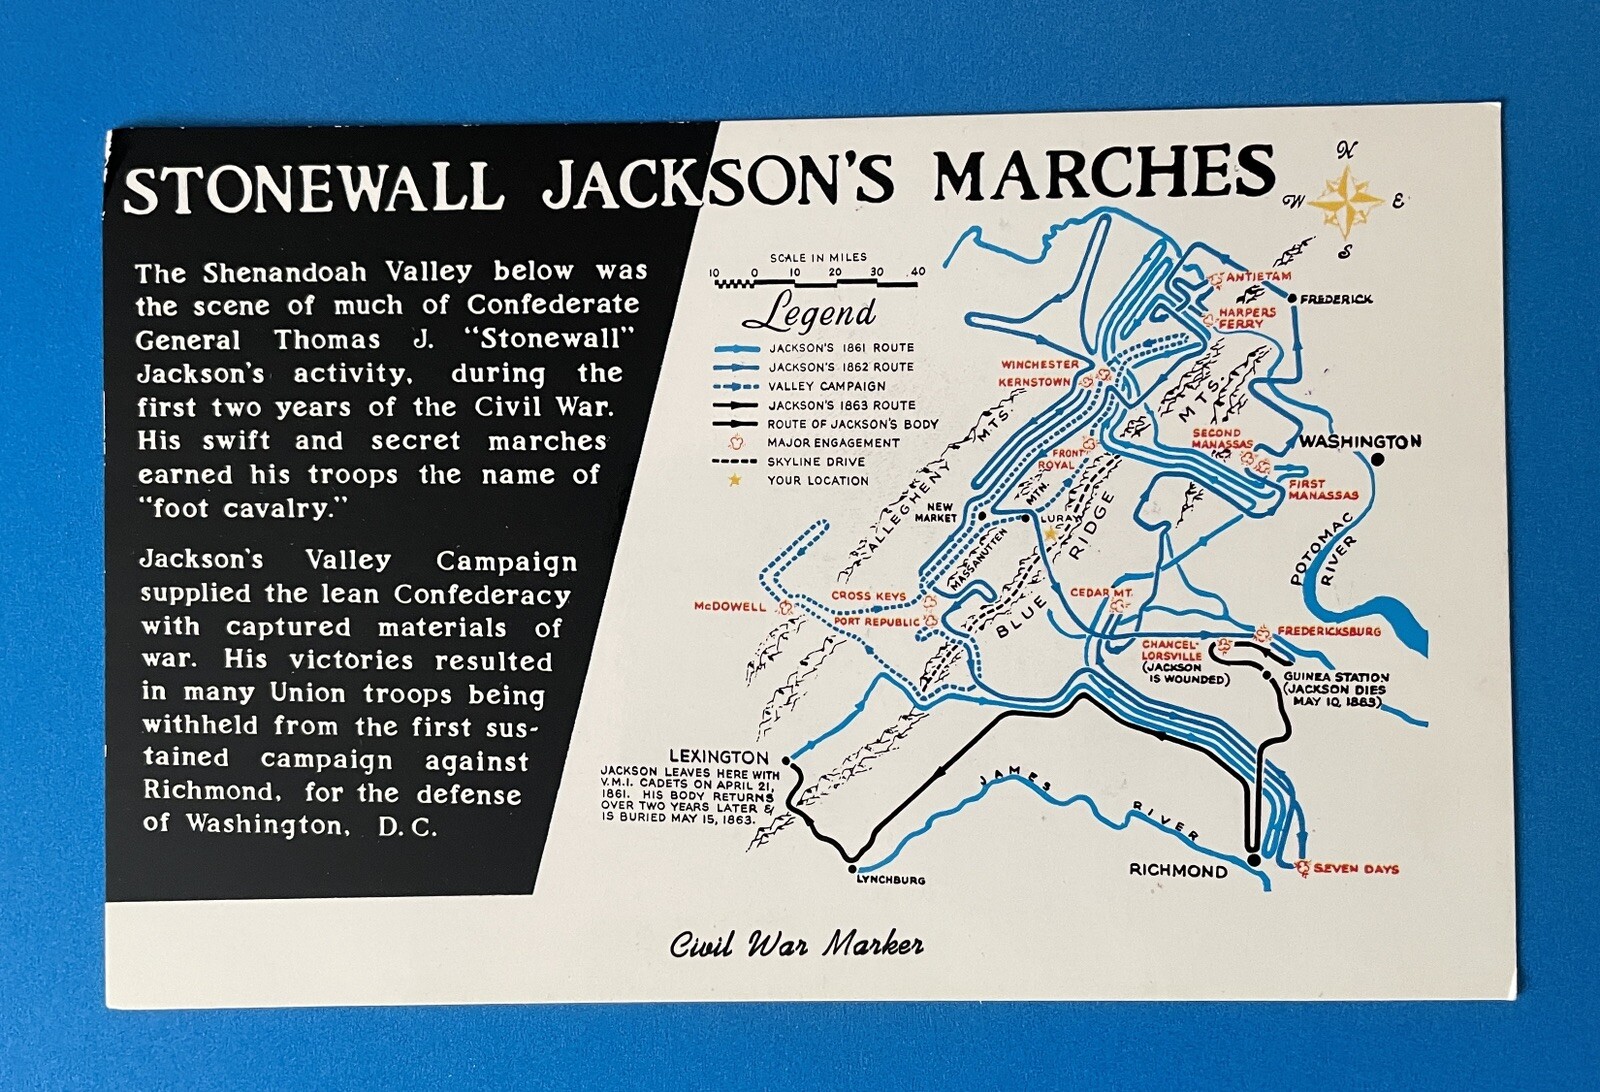 STONEWALL JACKSON'S MARCHES
The Shenandoah Valley below was
the scene of much of Confederate
General Thomas J. "Stonewall"
Jackson's activity, during the
first two years of the Civil War.
His swift and secret marches
earned his troops the name of
"foot cavalry."
Jackson's Valley Campaign
supplied the lean Confederacy
with captured materials of
war. His victories resulted
in many Union troops being
withheld from the first sus-
tained campaign against
Richmond, for the defense
of Washington, D. C.
N
W
E
S
SCALE IN MILES
10 0 10 20 30 40
Legend
JACKSON'S 1861 ROUTE
JACKSON'S 1862 ROUTE
VALLEY CAMPAIGN
JACKSON'S 1863 ROUTE
ROUTE OF JACKSON'S BODY
MAJOR ENGAGEMENT
SKYLINE DRIVE
YOUR LOCATION
ANTIETAM
FREDERICK
HARPERS
FERRY
WINCHESTER
KERNSTOWN
MTS.
ALLEGHENY MTS.
SECOND
MANASSAS
WASHINGTON
FRONT
ROYAL
FIRST
MANASSAS
NEW
MARKET
LURAY
MASSANUTTEN MTN.
BLUE RIDGE
POTOMAC
RIVER
McDOWELL
CROSS KEYS
PORT REPUBLIC
CEDAR MT.
FREDERICKSBURG
CHANCEL-
LORSVILLE
(JACKSON
IS WOUNDED)
GUINEA STATION
(JACKSON DIES
MAY 10, 1863)
LEXINGTON
JACKSON LEAVES HERE WITH
V.M.I. CADETS ON APRIL 21,
1861. HIS BODY RETURNS
OVER TWO YEARS LATER &
IS BURIED MAY 15, 1863.
JAMES RIVER
LYNCHBURG
RICHMOND
SEVEN DAYS
Civil War Marker